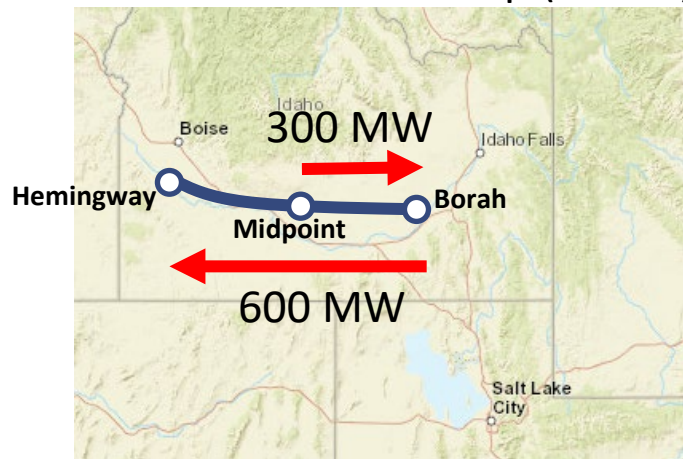 Idaho
Boise
300 MW
Idaho Falls
Hemingway
Borah
Midpoint
600 MW
Salt Lake
City